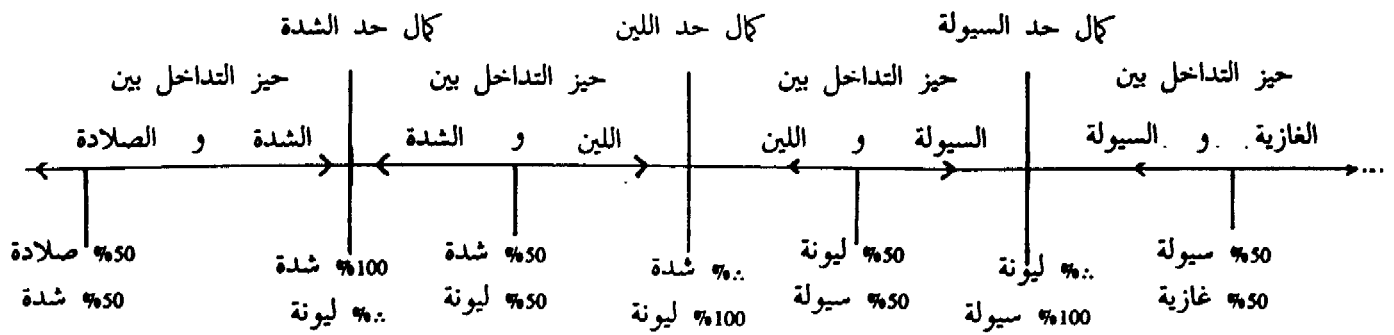 كمال حد السيولة كمال حد اللين كمال حد الشدة
حيز التداخل بين حيز التداخل بين حيز التداخل بين حيز التداخل بين
الغازية و السيولة السيولة و اللين اللين و الشدة الشدة و الصلادة
...
%50 سيولة %.: ليونة %50 ليونة %.: شدة %50 شدة %100 شدة %50 صلادة
%50 غازية %100 سيولة %50 سيولة %100 ليونة %50 ليونة %.: ليونة %50 شدة